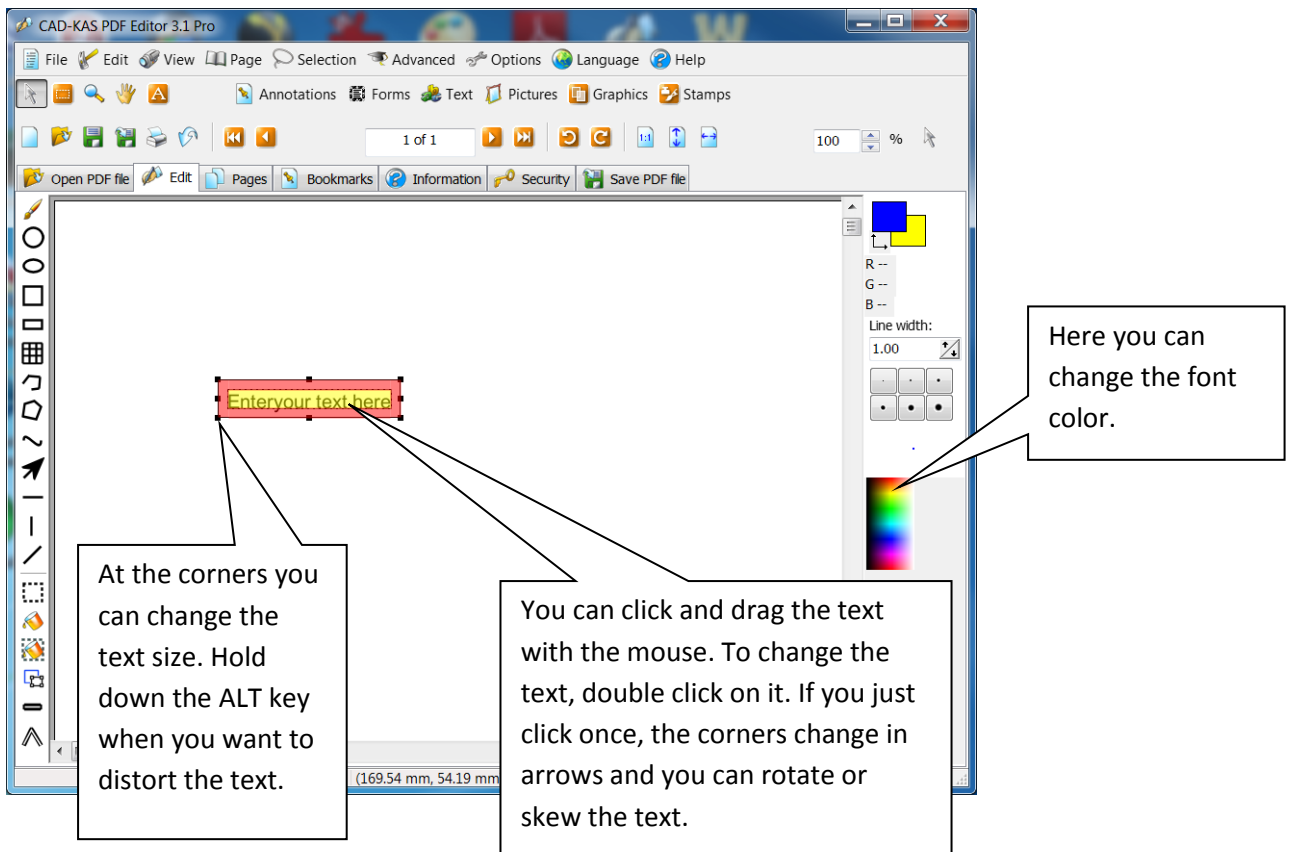 CAD-KAS PDF Editor 3.1 Pro
File Edit View Page Selection Advanced Options Language Help
Annotations Forms Text Pictures Graphics Stamps
1 of 1 1:1 100 %
Open PDF file Edit Pages Bookmarks Information Security Save PDF file
R --
G --
B --
Line width:
1.00
Enteryour text here
Here you can
change the font
color.
At the corners you
can change the
text size. Hold
down the ALT key
when you want to
distort the text.
You can click and drag the text
with the mouse. To change the
text, double click on it. If you just
click once, the corners change in
arrows and you can rotate or
skew the text.
(169.54 mm, 54.19 mm